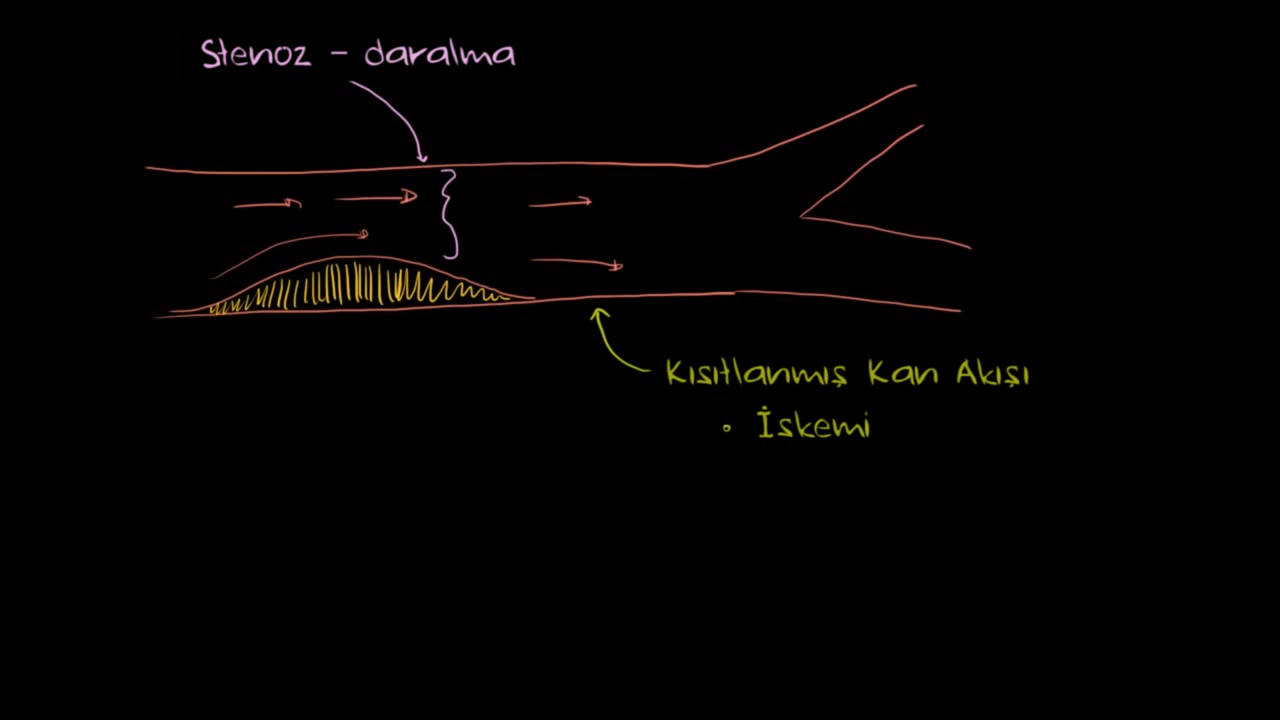 Stenoz - daralma
Kısıtlanmış Kan Akışı
• İskemi